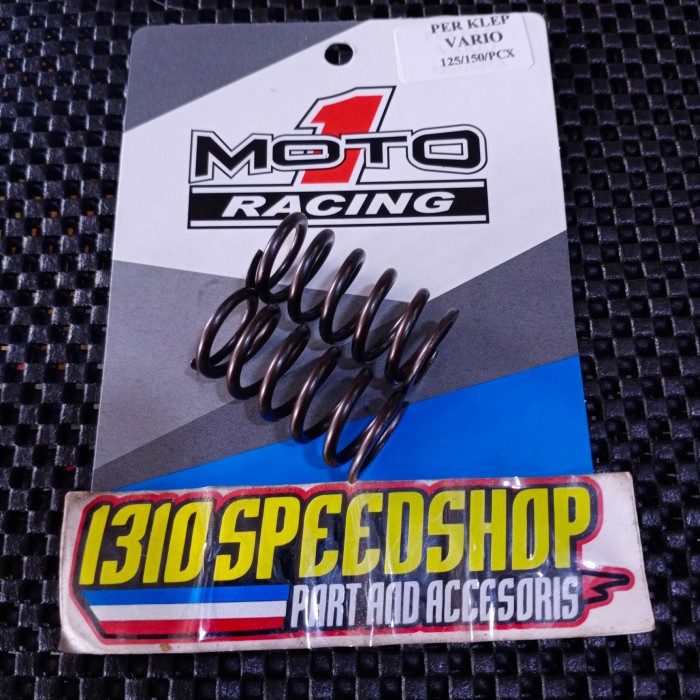 PER KLEP
VARIO
125/150/PCX
1
MOTO
RACING
1310 SPEEDSHOP
PART AND ACCESORIS